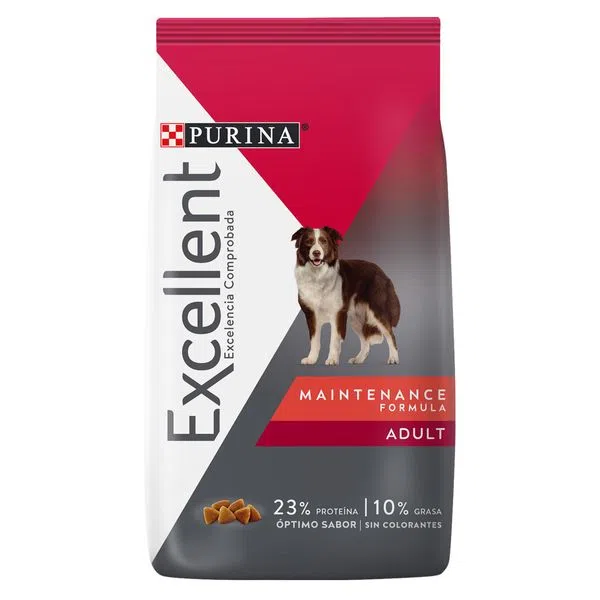 PURINA®
Excellent
Excelencia Comprobada
MAINTENANCE
FORMULA
ADULT
23% PROTEÍNA | 10% GRASA
ÓPTIMO SABOR | SIN COLORANTES